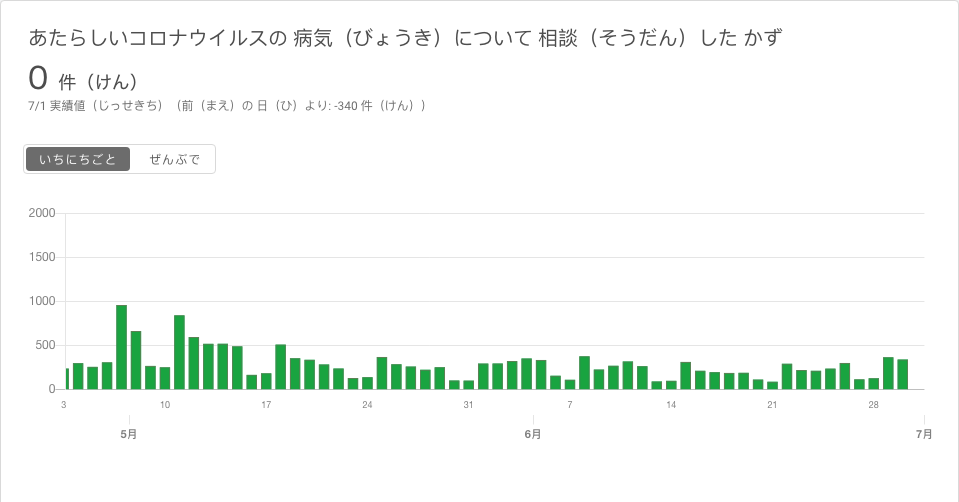 あたらしいコロナウイルスの 病気（びょうき）について 相談（そうだん）した かず
0 件（けん）
7/1 実績値（じっせきち）（前（まえ）の 日（ひ）より: -340 件（けん））
いちにちごと ぜんぶで
2000
1500
1000
500
0
3 10 17 24 31 7 14 21 28
5月 6月 7月